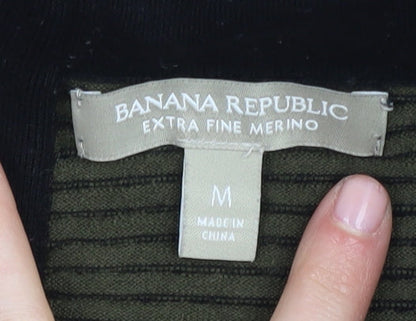 BANANA REPUBLIC
EXTRA FINE MERINO
M
MADE IN
CHINA